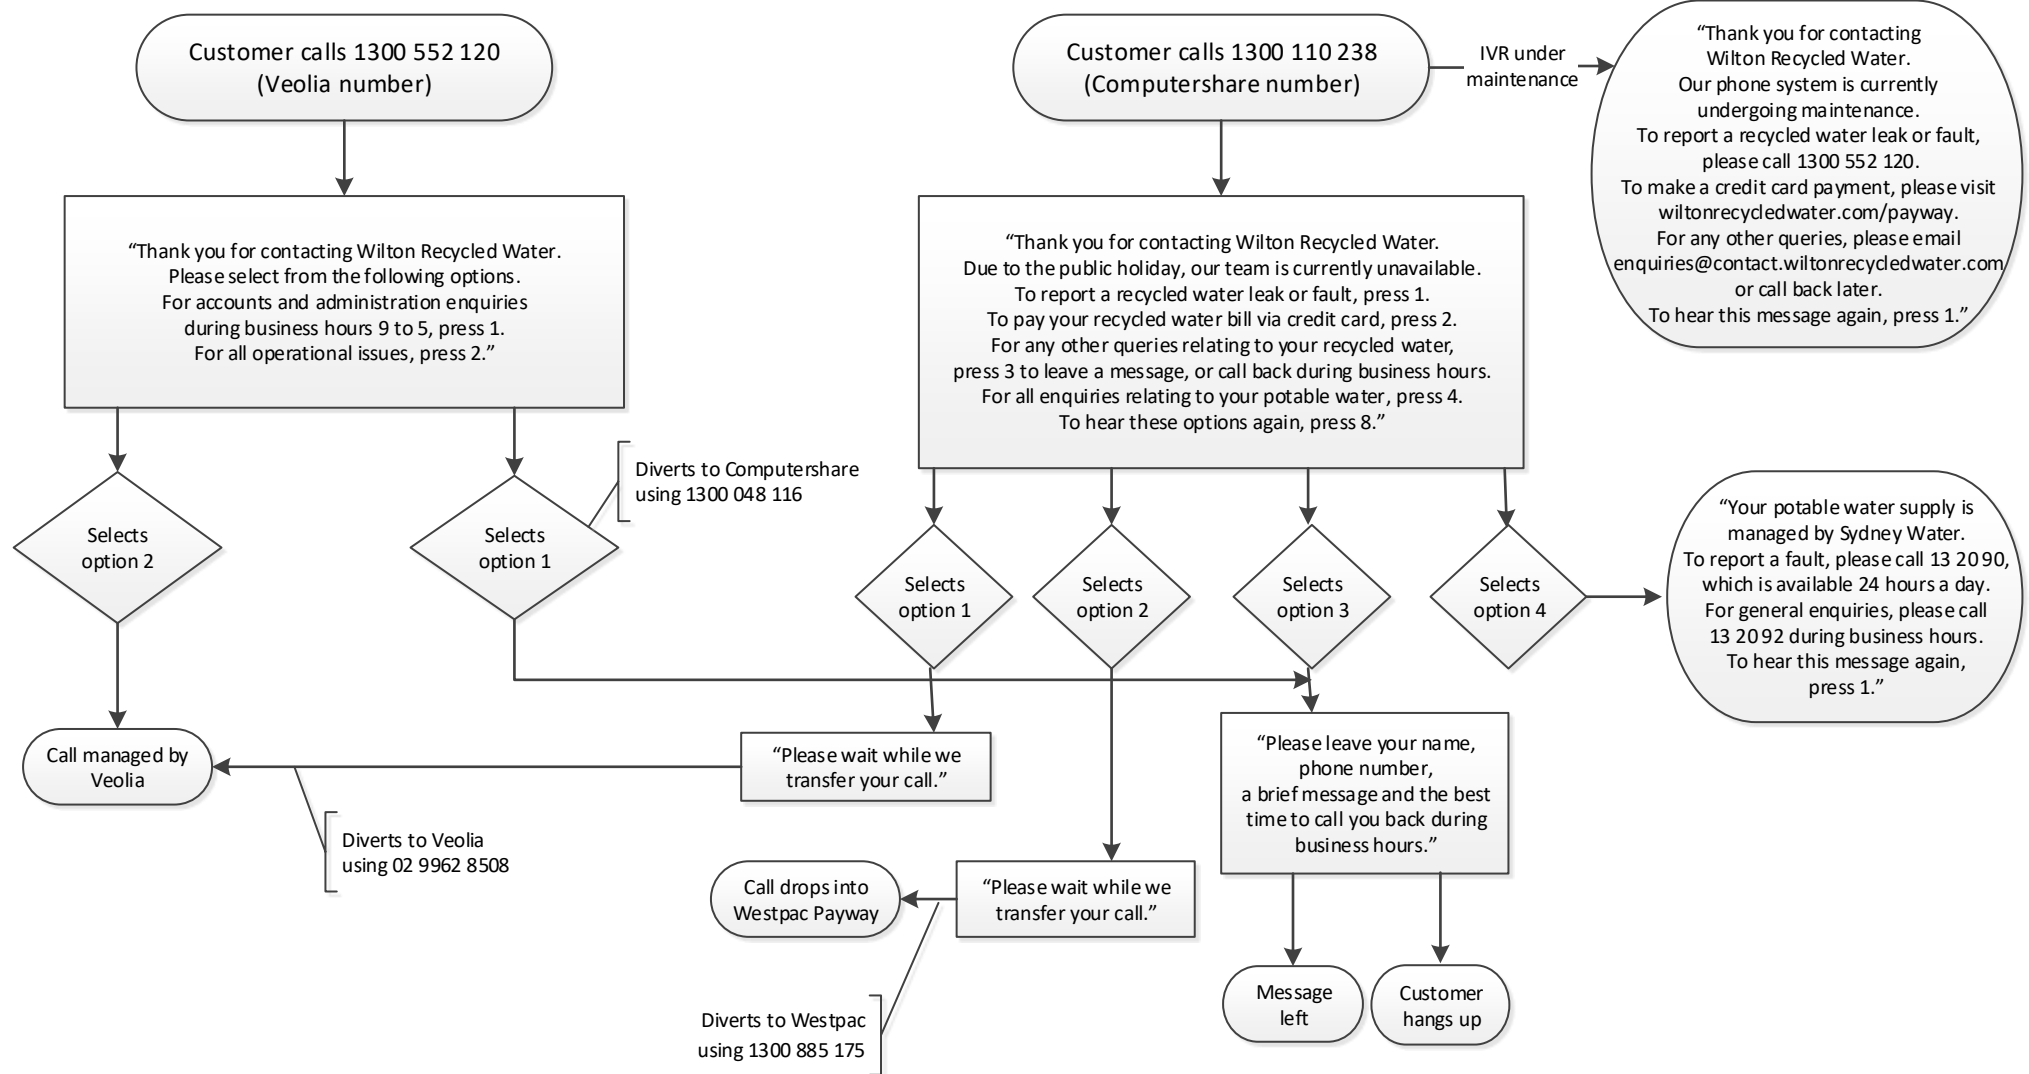 Customer calls 1300 552 120
(Veolia number)
Customer calls 1300 110 238
(Computershare number)
IVR under
maintenance
“Thank you for contacting
Wilton Recycled Water.
Our phone system is currently
undergoing maintenance.
To report a recycled water leak or fault,
please call 1300 552 120.
To make a credit card payment, please visit
wiltonrecycledwater.com/payway.
For any other queries, please email
enquiries@contact.wiltonrecycledwater.com
or call back later.
To hear this message again, press 1.”
“Thank you for contacting Wilton Recycled Water.
Please select from the following options.
For accounts and administration enquiries
during business hours 9 to 5, press 1.
For all operational issues, press 2.”
“Thank you for contacting Wilton Recycled Water.
Due to the public holiday, our team is currently unavailable.
To report a recycled water leak or fault, press 1.
To pay your recycled water bill via credit card, press 2.
For any other queries relating to your recycled water,
press 3 to leave a message, or call back during business hours.
For all enquiries relating to your potable water, press 4.
To hear these options again, press 8.”
Selects
option 2
Selects
option 1
Diverts to Computershare
using 1300 048 116
Selects
option 1
Selects
option 2
Selects
option 3
Selects
option 4
“Your potable water supply is
managed by Sydney Water.
To report a fault, please call 13 20 90,
which is available 24 hours a day.
For general enquiries, please call
13 20 92 during business hours.
To hear this message again,
press 1.”
Call managed by
Veolia
“Please wait while we
transfer your call.”
“Please leave your name,
phone number,
a brief message and the best
time to call you back during
business hours.”
Diverts to Veolia
using 02 9962 8508
Call drops into
Westpac Payway
“Please wait while we
transfer your call.”
Diverts to Westpac
using 1300 885 175
Message
left
Customer
hangs up